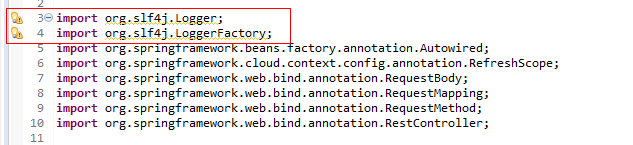 2
3 import org.slf4j.Logger;
4 import org.slf4j.LoggerFactory;
5 import org.springframework.beans.factory.annotation.Autowired;
6 import org.springframework.cloud.context.config.annotation.RefreshScope;
7 import org.springframework.web.bind.annotation.RequestBody;
8 import org.springframework.web.bind.annotation.RequestMapping;
9 import org.springframework.web.bind.annotation.RequestMethod;
10 import org.springframework.web.bind.annotation.RestController;
11